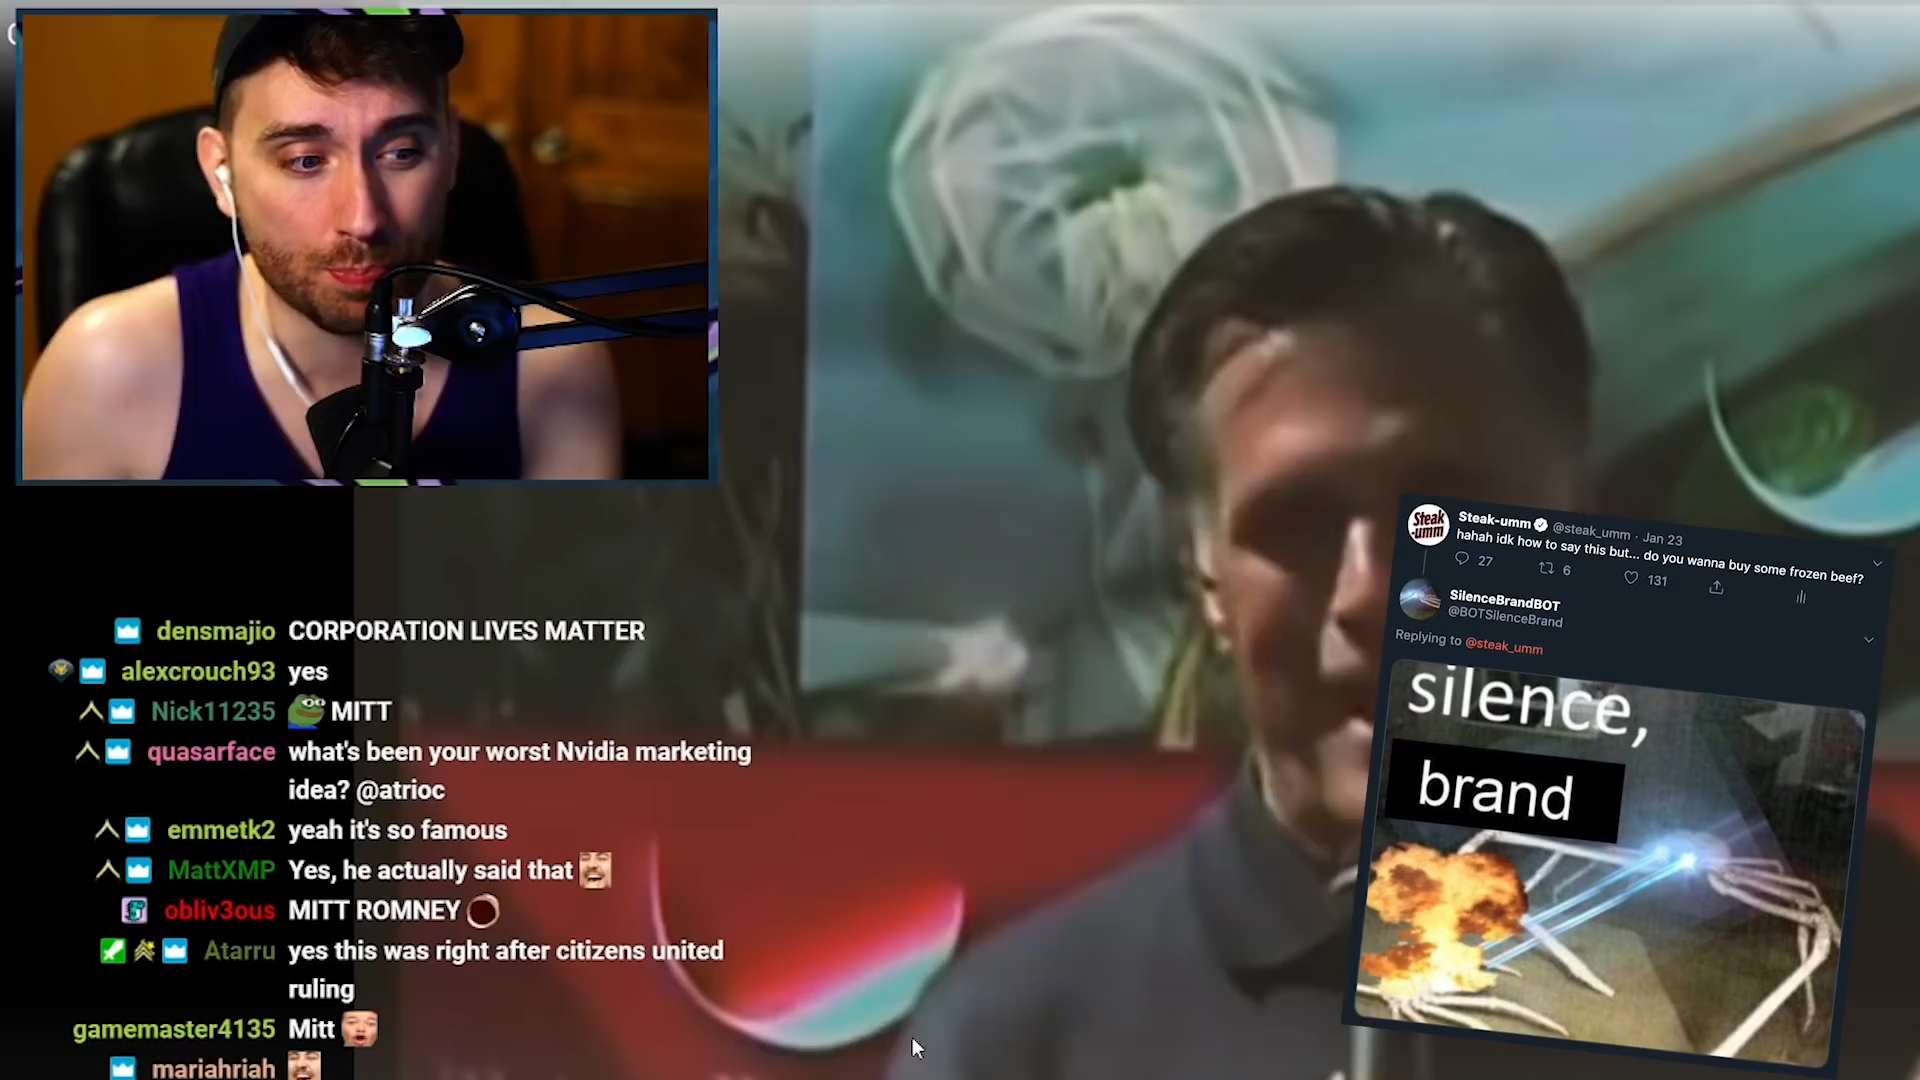 densmajio CORPORATION LIVES MATTER
alexcrouch93 yes
Nick11235 MITT
quasarface what's been your worst Nvidia marketing
idea? @atrioc
emmetk2 yeah it's so famous
MattXMP Yes, he actually said that
obliv3ous MITT ROMNEY
Atarru yes this was right after citizens united
ruling
gamemaster4135 Mitt
mariahriah
Steak-umm
Steak-umm @steak_umm · Jan 23
hahah idk how to say this but... do you wanna buy some frozen beef?
27 6 131
SilenceBrandBOT
@BOTSilenceBrand
Replying to @steak_umm
silence,
brand